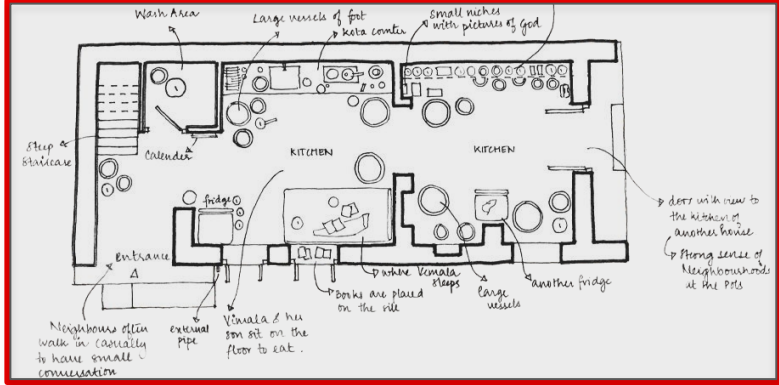 Wash Area
Large vessels of foot
kota counter
small niches
with pictures of God
Steep
Staircase
Calender
KITCHEN
KITCHEN
fridge
Entrance
door with view to
the kitchen of
another house
Strong sense of
Neighbourhoods
at the Pols
where Vimala
sleeps
Books are placed
on the sill
Large
vessels
another fridge
Neighbours often
walk in casually
to have small
conversation
external
pipe
Vimala & her
son sit on the
floor to eat.